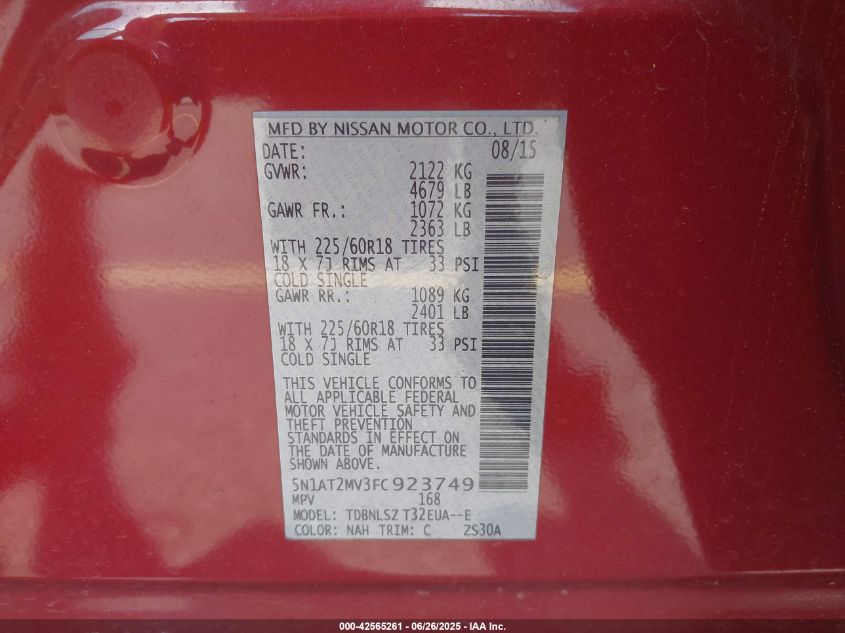 MFD BY NISSAN MOTOR CO., LTD.
DATE: 08/15
GVWR: 2122 KG
4679 LB
GAWR FR.: 1072 KG
2363 LB
WITH 225/60R18 TIRES
18 X 7J RIMS AT 33 PSI
COLD SINGLE
GAWR RR.: 1089 KG
2401 LB
WITH 225/60R18 TIRES
18 X 7J RIMS AT 33 PSI
COLD SINGLE
THIS VEHICLE CONFORMS TO
ALL APPLICABLE FEDERAL
MOTOR VEHICLE SAFETY AND
THEFT PREVENTION
STANDARDS IN EFFECT ON
THE DATE OF MANUFACTURE
SHOWN ABOVE.
5N1AT2MV3FC923749
MPV 168
MODEL: TDBNLSZ T32EUA--E
COLOR: NAH TRIM: C ZS30A
000-42565261 - 06/26/2025 - IAA Inc.